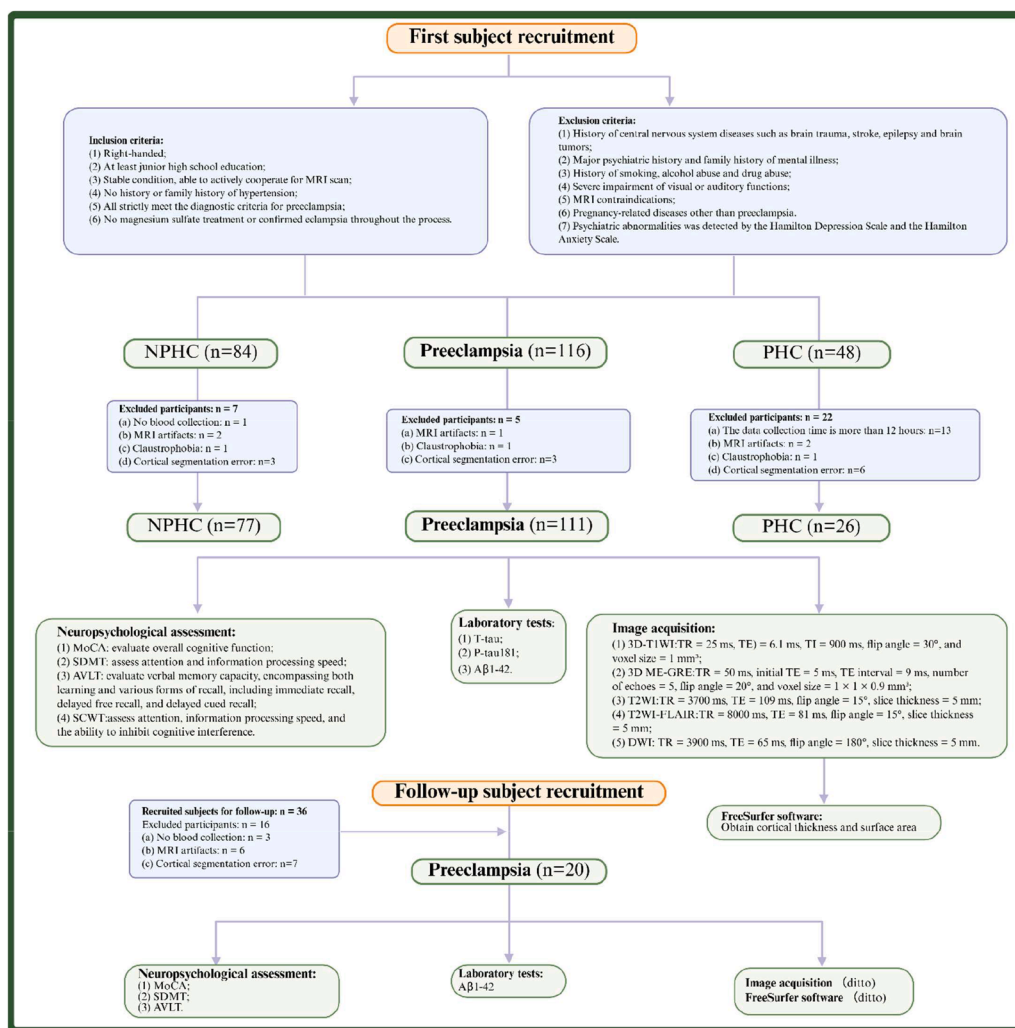 First subject recruitment
Inclusion criteria:
(1) Right-handed;
(2) At least junior high school education;
(3) Stable condition, able to actively cooperate for MRI scan;
(4) No history or family history of hypertension;
(5) All strictly meet the diagnostic criteria for preeclampsia;
(6) No magnesium sulfate treatment or confirmed eclampsia throughout the process.
Exclusion criteria:
(1) History of central nervous system diseases such as brain trauma, stroke, epilepsy and brain
tumors;
(2) Major psychiatric history and family history of mental illness;
(3) History of smoking, alcohol abuse and drug abuse;
(4) Severe impairment of visual or auditory functions;
(5) MRI contraindications;
(6) Pregnancy-related diseases other than preeclampsia.
(7) Psychiatric abnormalities was detected by the Hamilton Depression Scale and the Hamilton
Anxiety Scale.
NPHC (n=84)
Preeclampsia (n=116)
PHC (n=48)
Excluded participants: n = 7
(a) No blood collection: n = 1
(b) MRI artifacts: n = 2
(c) Claustrophobia: n = 1
(d) Cortical segmentation error: n=3
Excluded participants: n = 5
(a) MRI artifacts: n = 1
(b) Claustrophobia: n = 1
(c) Cortical segmentation error: n=3
Excluded participants: n = 22
(a) The data collection time is more than 12 hours: n=13
(b) MRI artifacts: n = 2
(c) Claustrophobia: n = 1
(d) Cortical segmentation error: n=6
NPHC (n=77)
Preeclampsia (n=111)
PHC (n=26)
Neuropsychological assessment:
(1) MoCA: evaluate overall cognitive function;
(2) SDMT: assess attention and information processing speed;
(3) AVLT: evaluate verbal memory capacity, encompassing both
learning and various forms of recall, including immediate recall,
delayed free recall, and delayed cued recall;
(4) SCWT:assess attention, information processing speed, and
the ability to inhibit cognitive interference.
Laboratory tests:
(1) T-tau;
(2) P-tau181;
(3) Aβ1-42.
Image acquisition:
(1) 3D-T1WI:TR = 25 ms, TE) = 6.1 ms, TI = 900 ms, flip angle = 30°, and
voxel size = 1 mm³;
(2) 3D ME-GRE:TR = 50 ms, initial TE = 5 ms, TE interval = 9 ms, number
of echoes = 5, flip angle = 20°, and voxel size = 1 × 1 × 0.9 mm³;
(3) T2WI:TR = 3700 ms, TE = 109 ms, flip angle = 15°, slice thickness = 5 mm;
(4) T2WI-FLAIR:TR = 8000 ms, TE = 81 ms, flip angle = 15°, slice thickness
= 5 mm;
(5) DWI: TR = 3900 ms, TE = 65 ms, flip angle = 180°, slice thickness = 5 mm.
Follow-up subject recruitment
Recruited subjects for follow-up: n = 36
Excluded participants: n = 16
(a) No blood collection: n = 3
(b) MRI artifacts: n = 6
(c) Cortical segmentation error: n=7
FreeSurfer software:
Obtain cortical thickness and surface area
Preeclampsia (n=20)
Neuropsychological assessment:
(1) MoCA;
(2) SDMT;
(3) AVLT.
Laboratory tests:
Aβ1-42
Image acquisition （ditto）
FreeSurfer software （ditto）